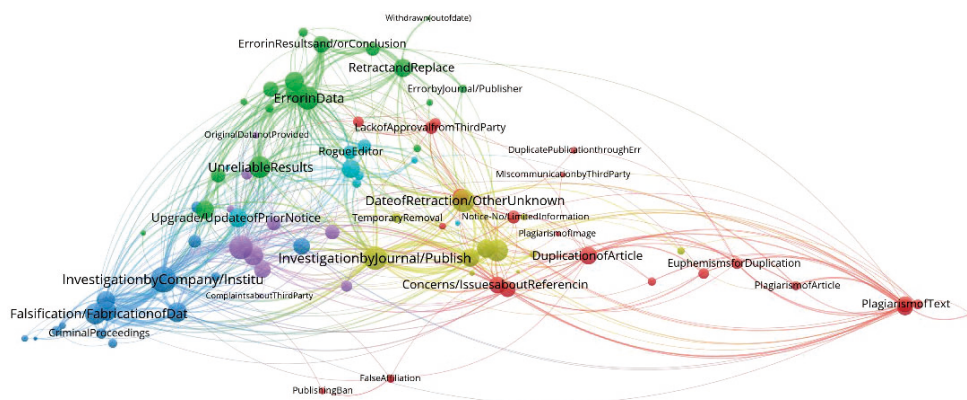 Withdrawn(outofdate)
ErrorinResultsand/orConclusion
RetractandReplace
ErrorbyJournal/Publisher
ErrorinData
LackofApprovalfromThirdParty
OriginalDatanotProvided
RogueEditor
DuplicatePublicationthroughErr
UnreliableResults
MiscommunicationbyThirdParty
DateofRetraction/OtherUnknown
Upgrade/UpdateofPriorNotice
TemporaryRemoval
Notice-No/LimitedInformation
PlagiarismofImage
InvestigationbyJournal/Publish
DuplicationofArticle
EuphemismsforDuplication
InvestigationbyCompany/Institu
Concerns/IssuesaboutReferencin
PlagiarismofArticle
ComplaintsaboutThirdParty
PlagiarismofText
Falsification/FabricationofDat
CriminalProceedings
FalseAffiliation
PublishingBan